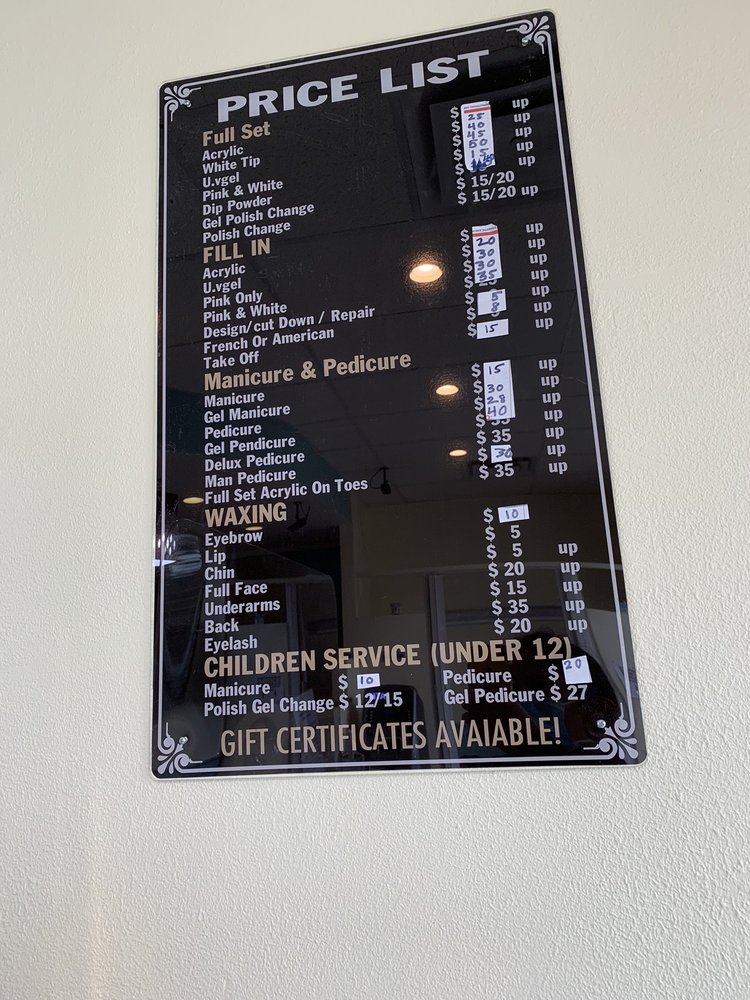 PRICE LIST
Full Set
Acrylic $ 25 up
White Tip $ 40 up
U.vgel $ 45 up
Pink & White $ 50 up
Dip Powder $ up
Gel Polish Change $ 15/20
Polish Change $ 15/20 up
FILL IN
Acrylic $ 20 up
U.vgel $ 30 up
Pink Only $ 30 up
Pink & White $ 35 up
Design/cut Down / Repair $ 5 up
French Or American $ 8 up
Take Off $ 15 up
Manicure & Pedicure
Manicure $ 15 up
Gel Manicure $ 30 up
Pedicure $ 28 up
Gel Pendicure $ 40 up
Delux Pedicure $ 35 up
Man Pedicure $ 30 up
Full Set Acrylic On Toes $ 35 up
WAXING
Eyebrow $ 10
Lip $ 5
Chin $ 5 up
Full Face $ 20 up
Underarms $ 15 up
Back $ 35 up
Eyelash $ 20 up
CHILDREN SERVICE (UNDER 12)
Manicure $ 10 Pedicure $ 20
Polish Gel Change $ 12/15 Gel Pedicure $ 27
GIFT CERTIFICATES AVAIABLE!